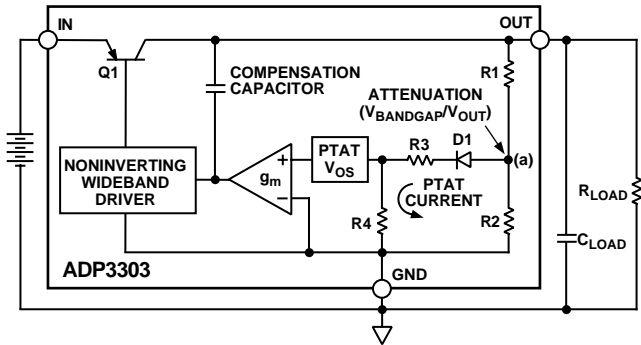 IN
OUT
Q1
COMPENSATION
CAPACITOR
R1
ATTENUATION
(VBANDGAP/VOUT)
NONINVERTING
WIDEBAND
DRIVER
gm
+
−
PTAT
VOS
R3
D1
(a)
PTAT
CURRENT
R4
R2
RLOAD
CLOAD
ADP3303
GND